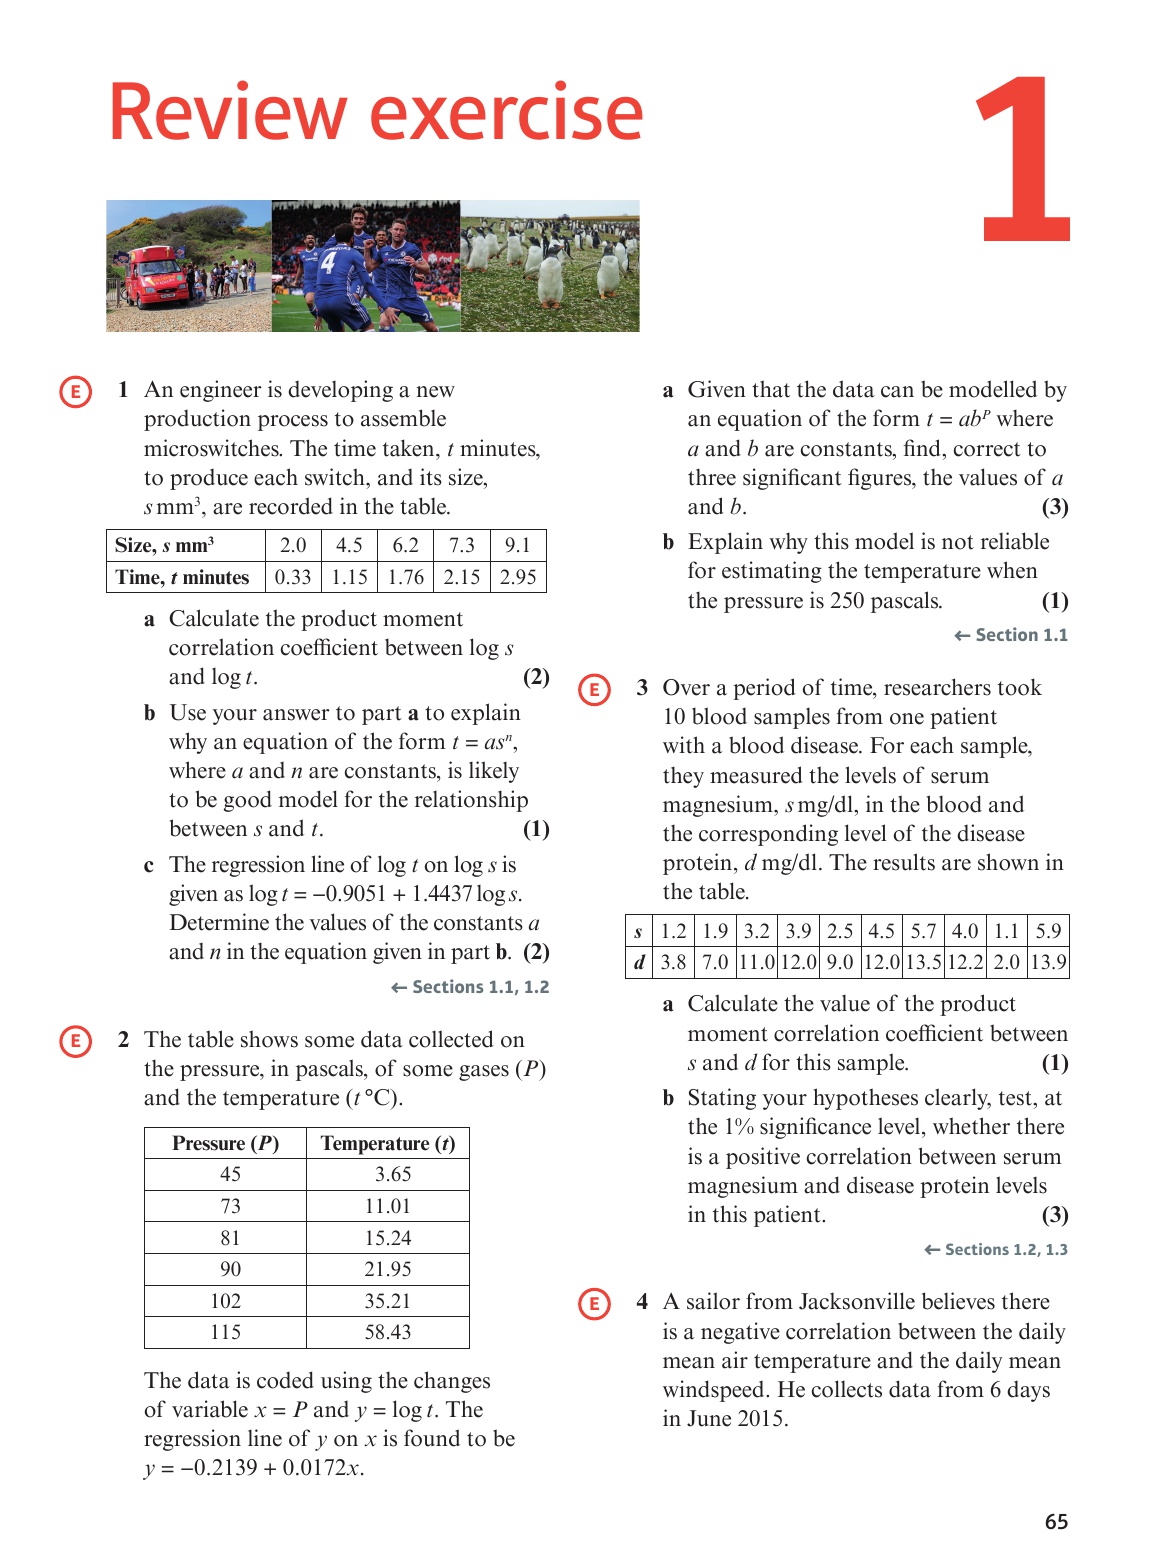 Review exercise
1
E
1 An engineer is developing a new
production process to assemble
microswitches. The time taken, t minutes,
to produce each switch, and its size,
s mm³, are recorded in the table.
Size, s mm³ 2.0 4.5 6.2 7.3 9.1
Time, t minutes 0.33 1.15 1.76 2.15 2.95
a Calculate the product moment
correlation coefficient between log s
and log t. (2)
b Use your answer to part a to explain
why an equation of the form t = asⁿ,
where a and n are constants, is likely
to be good model for the relationship
between s and t. (1)
c The regression line of log t on log s is
given as log t = −0.9051 + 1.4437 log s.
Determine the values of the constants a
and n in the equation given in part b. (2)
← Sections 1.1, 1.2
E
2 The table shows some data collected on
the pressure, in pascals, of some gases (P)
and the temperature (t °C).
Pressure (P) Temperature (t)
45 3.65
73 11.01
81 15.24
90 21.95
102 35.21
115 58.43
The data is coded using the changes
of variable x = P and y = log t. The
regression line of y on x is found to be
y = −0.2139 + 0.0172x.
a Given that the data can be modelled by
an equation of the form t = abᴾ where
a and b are constants, find, correct to
three significant figures, the values of a
and b. (3)
b Explain why this model is not reliable
for estimating the temperature when
the pressure is 250 pascals. (1)
← Section 1.1
E
3 Over a period of time, researchers took
10 blood samples from one patient
with a blood disease. For each sample,
they measured the levels of serum
magnesium, s mg/dl, in the blood and
the corresponding level of the disease
protein, d mg/dl. The results are shown in
the table.
s 1.2 1.9 3.2 3.9 2.5 4.5 5.7 4.0 1.1 5.9
d 3.8 7.0 11.0 12.0 9.0 12.0 13.5 12.2 2.0 13.9
a Calculate the value of the product
moment correlation coefficient between
s and d for this sample. (1)
b Stating your hypotheses clearly, test, at
the 1% significance level, whether there
is a positive correlation between serum
magnesium and disease protein levels
in this patient. (3)
← Sections 1.2, 1.3
E
4 A sailor from Jacksonville believes there
is a negative correlation between the daily
mean air temperature and the daily mean
windspeed. He collects data from 6 days
in June 2015.
65